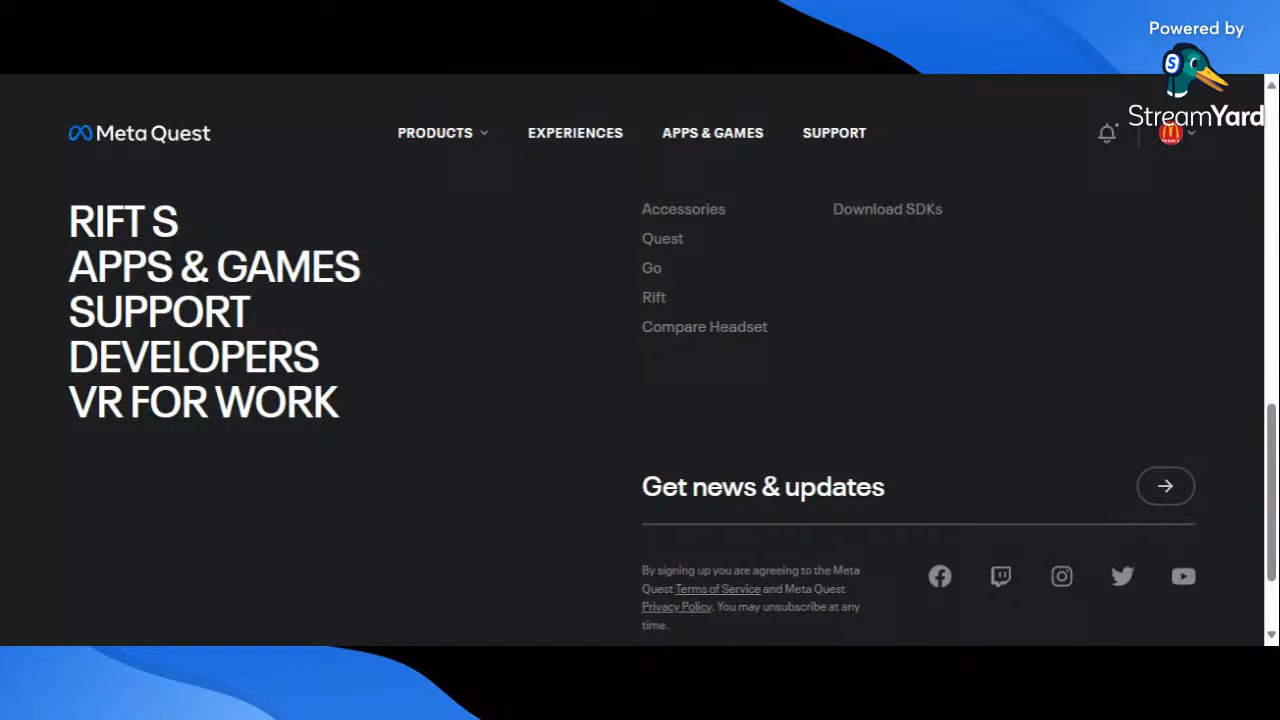 Powered by
StreamYard
Meta Quest
PRODUCTS
EXPERIENCES
APPS & GAMES
SUPPORT
RIFT S
APPS & GAMES
SUPPORT
DEVELOPERS
VR FOR WORK
Accessories
Quest
Go
Rift
Compare Headset
Download SDKs
Get news & updates
By signing up you are agreeing to the Meta
Quest Terms of Service and Meta Quest
Privacy Policy. You may unsubscribe at any
time.